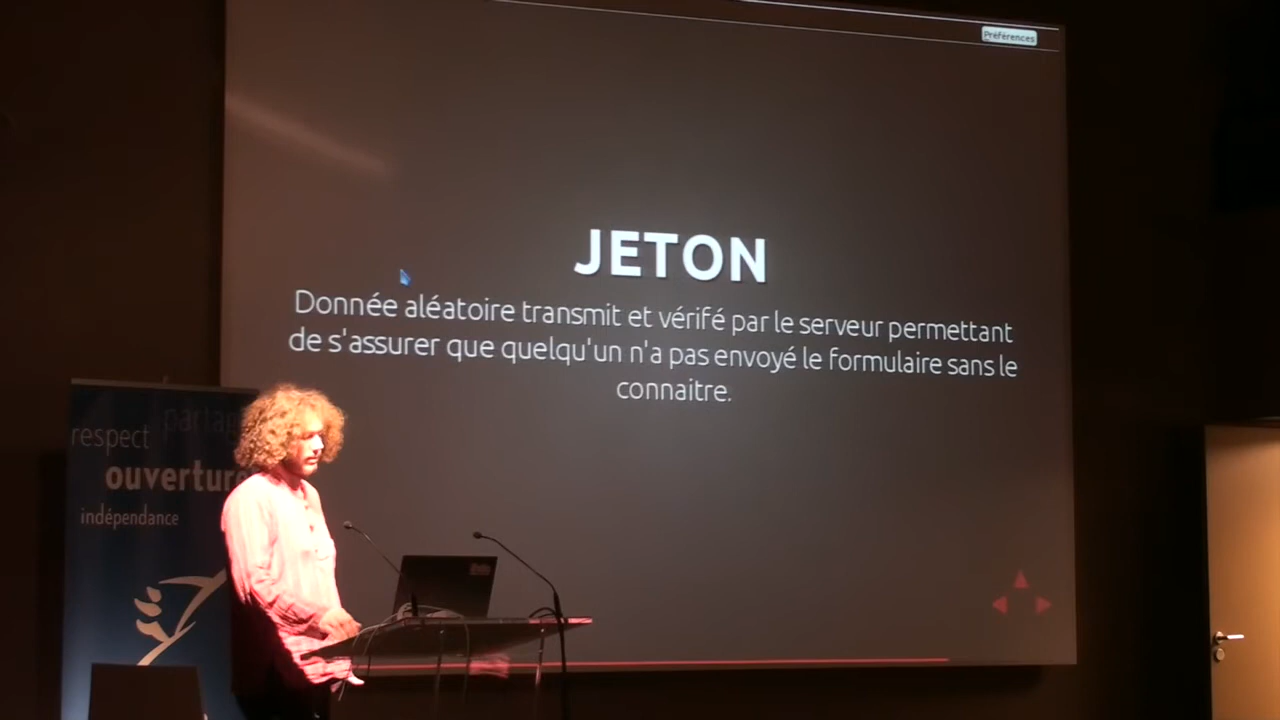 Préférences
JETON
Donnée aléatoire transmit et vérifé par le serveur permettant
de s'assurer que quelqu'un n'a pas envoyé le formulaire sans le
connaitre.
partag
respect
ouverture
indépendance